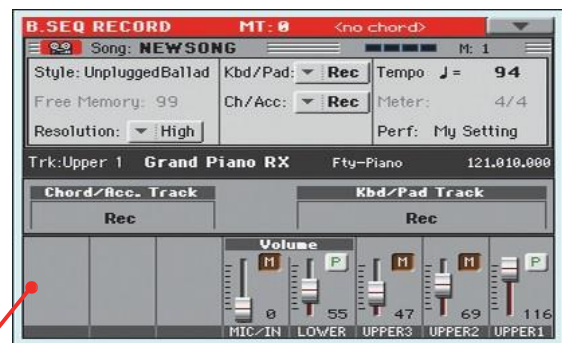 B.SEQ RECORD MT: 0 <no chord>
Song: NEWSONG M: 1
Style: UnpluggedBallad Kbd/Pad: Rec Tempo ♩ = 94
Free Memory: 99 Ch/Acc: Rec Meter: 4/4
Resolution: High Perf: My Setting
Trk:Upper 1 Grand Piano RX Fty-Piano 121.010.000
Chord/Acc. Track Kbd/Pad Track
Rec Rec
Volume
M P M M P
0 55 47 69 116
MIC/IN LOWER UPPER3 UPPER2 UPPER1